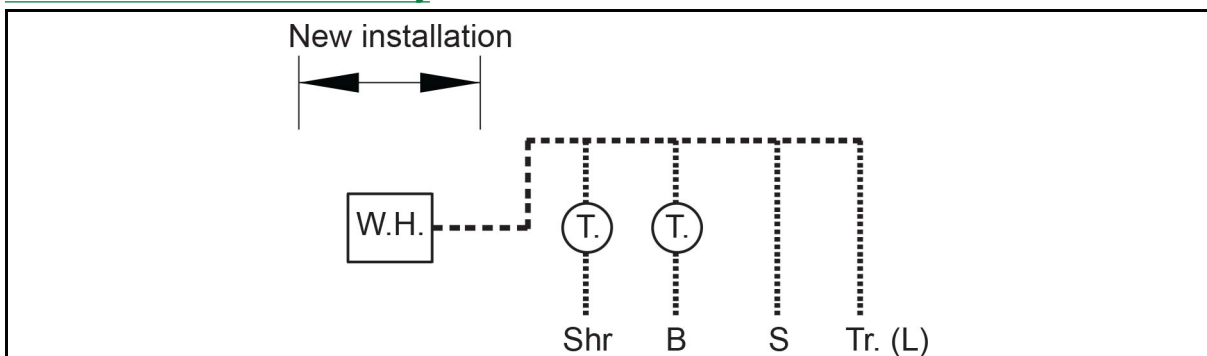 New installation
W.H.
T. T.
Shr B S Tr. (L)